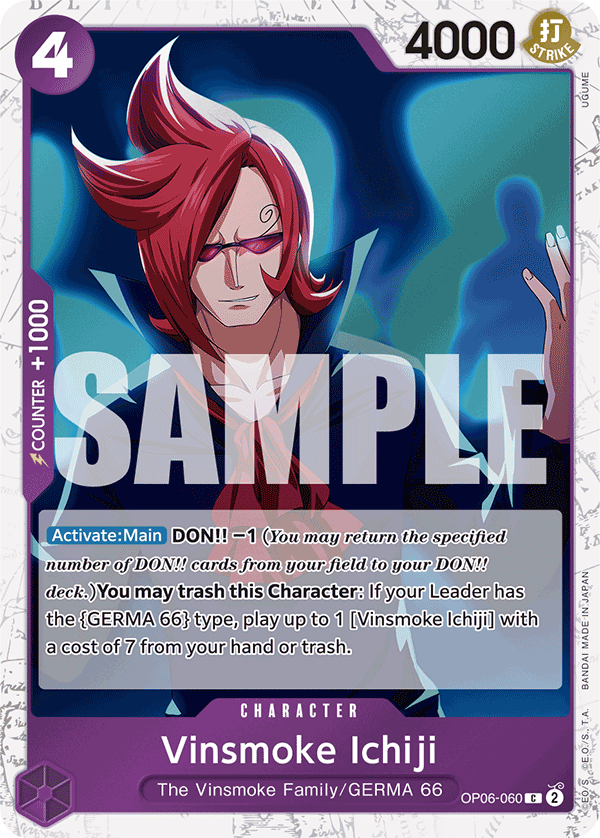 4
4000
打
STRIKE
UGUME
COUNTER +1000
SAMPLE
Activate:Main DON!! −1 (You may return the specified
number of DON!! cards from your field to your DON!!
deck.)You may trash this Character: If your Leader has
the {GERMA 66} type, play up to 1 [Vinsmoke Ichiji] with
a cost of 7 from your hand or trash.
BANDAI MADE IN JAPAN
©E.O./S. ©E.O./S.,T.A.
CHARACTER
Vinsmoke Ichiji
The Vinsmoke Family/GERMA 66
OP06-060 C 2